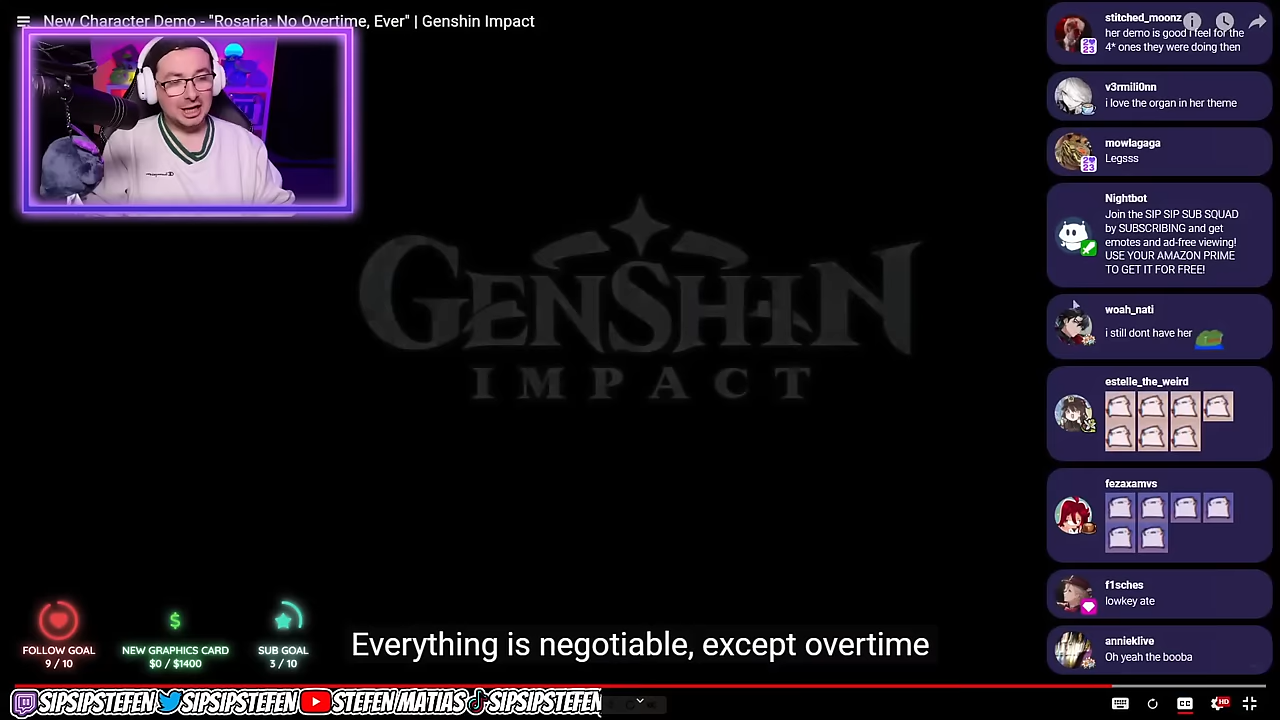 New Character Demo - "Rosaria: No Overtime, Ever" | Genshin Impact
GENSHIN
IMPACT
Everything is negotiable, except overtime
stitched_moonz
her demo is good I feel for the
4* ones they were doing then
v3rmili0nn
i love the organ in her theme
mowlagaga
Legsss
Nightbot
Join the SIP SIP SUB SQUAD
by SUBSCRIBING and get
emotes and ad-free viewing!
USE YOUR AMAZON PRIME
TO GET IT FOR FREE!
woah_nati
i still dont have her
estelle_the_weird
fezaxamvs
f1sches
lowkey ate
annieklive
Oh yeah the booba
FOLLOW GOAL
9 / 10
NEW GRAPHICS CARD
$0 / $1400
SUB GOAL
3 / 10
SIPSIPSTEFEN SIPSIPSTEFEN STEFEN MATIAS SIPSIPSTEFEN
CC
HD